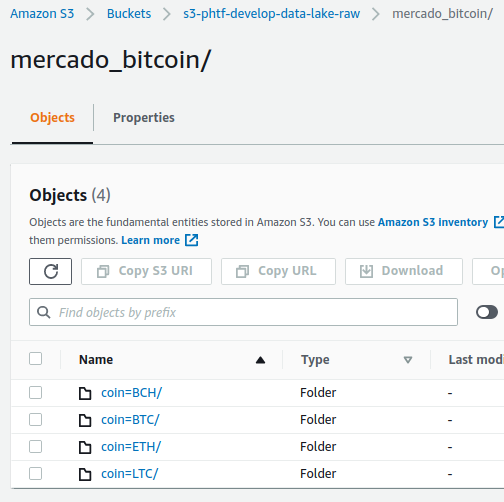 Amazon S3 > Buckets > s3-phtf-develop-data-lake-raw > mercado_bitcoin/
mercado_bitcoin/
Objects Properties
Objects (4)
Objects are the fundamental entities stored in Amazon S3. You can use Amazon S3 inventory
them permissions. Learn more
Copy S3 URI Copy URL Download Op
Find objects by prefix
Name Type Last modi
coin=BCH/ Folder -
coin=BTC/ Folder -
coin=ETH/ Folder -
coin=LTC/ Folder -